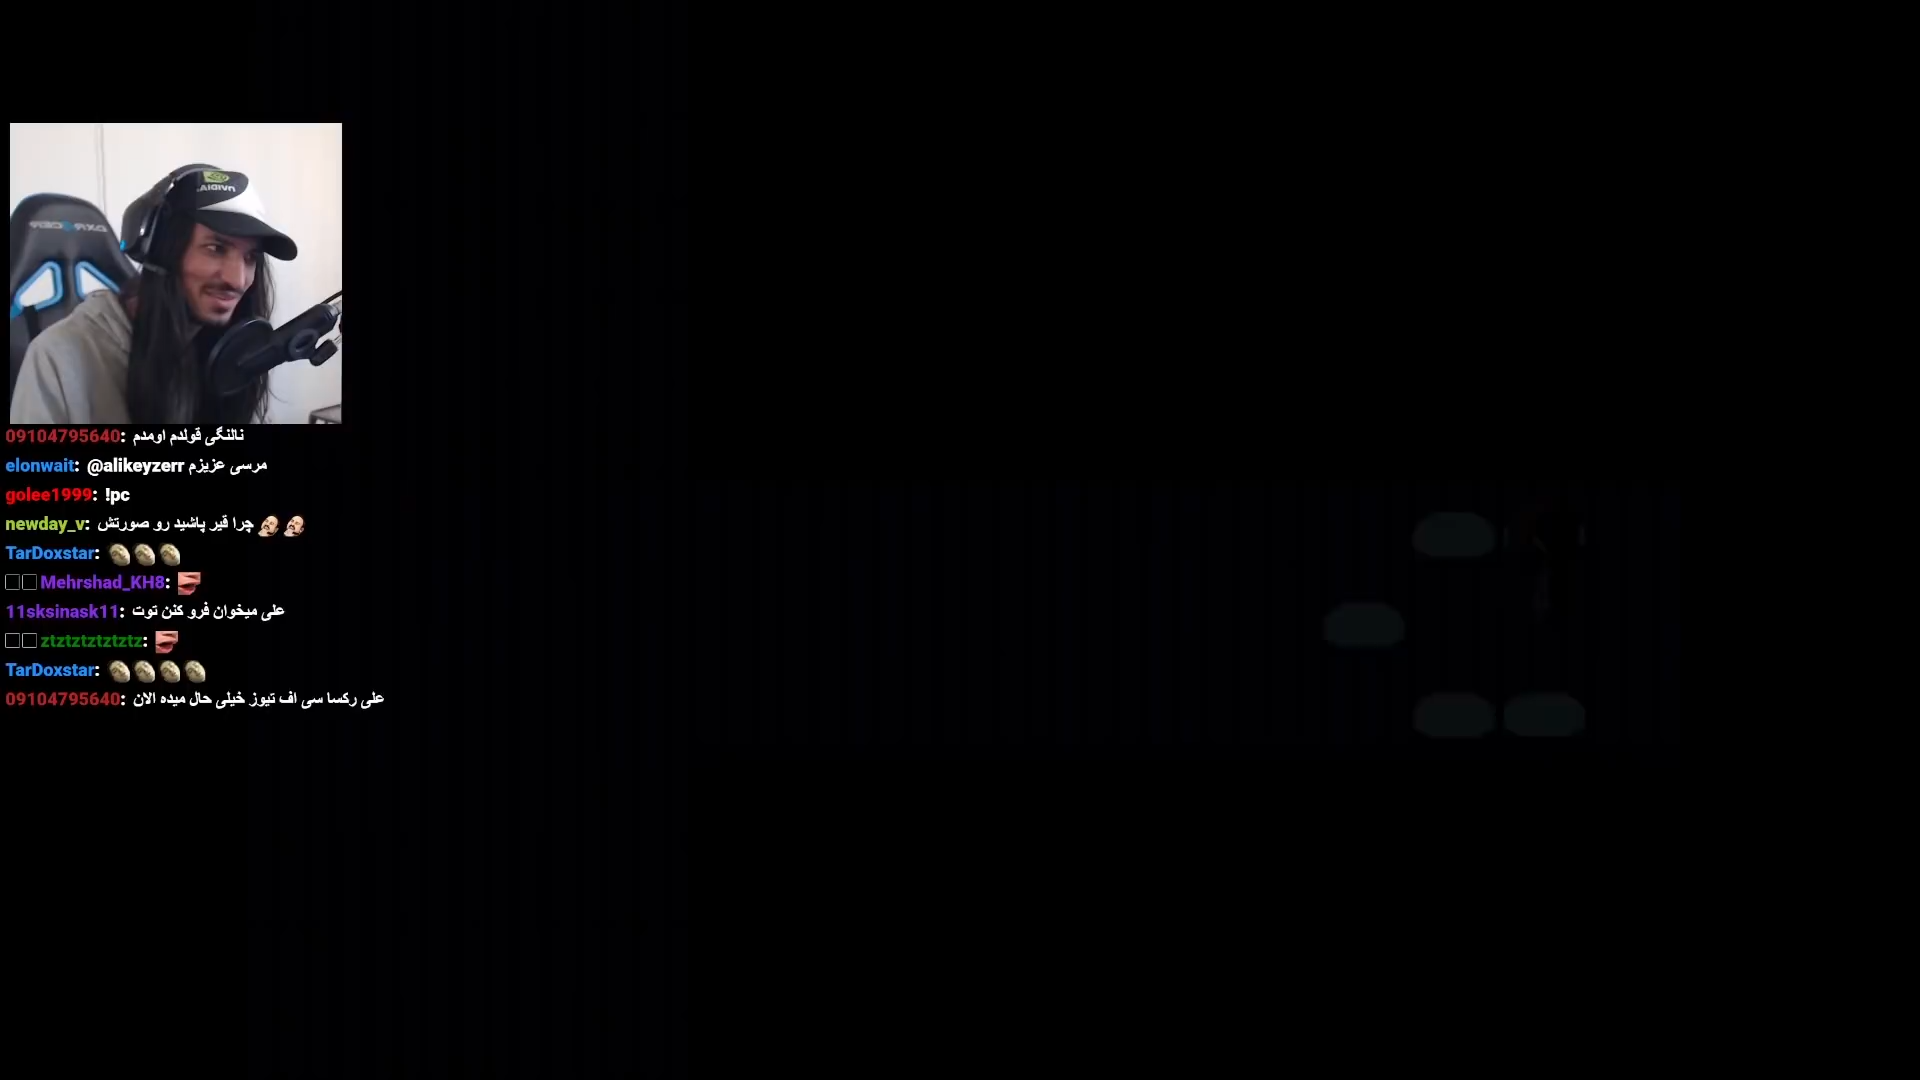 09104795640: نالنگی قولدم اومدم
elonwait: @alikeyzerr مرسی عزیزم
golee1999: !pc
newday_v: چرا قیر پاشید رو صورتش
TarDoxstar:
Mehrshad_KH8:
11sksinask11: علی میخوان فرو کنن توت
ztztztztztztz:
TarDoxstar:
09104795640: علی رکسا سی اف تیوز خیلی حال میده الان